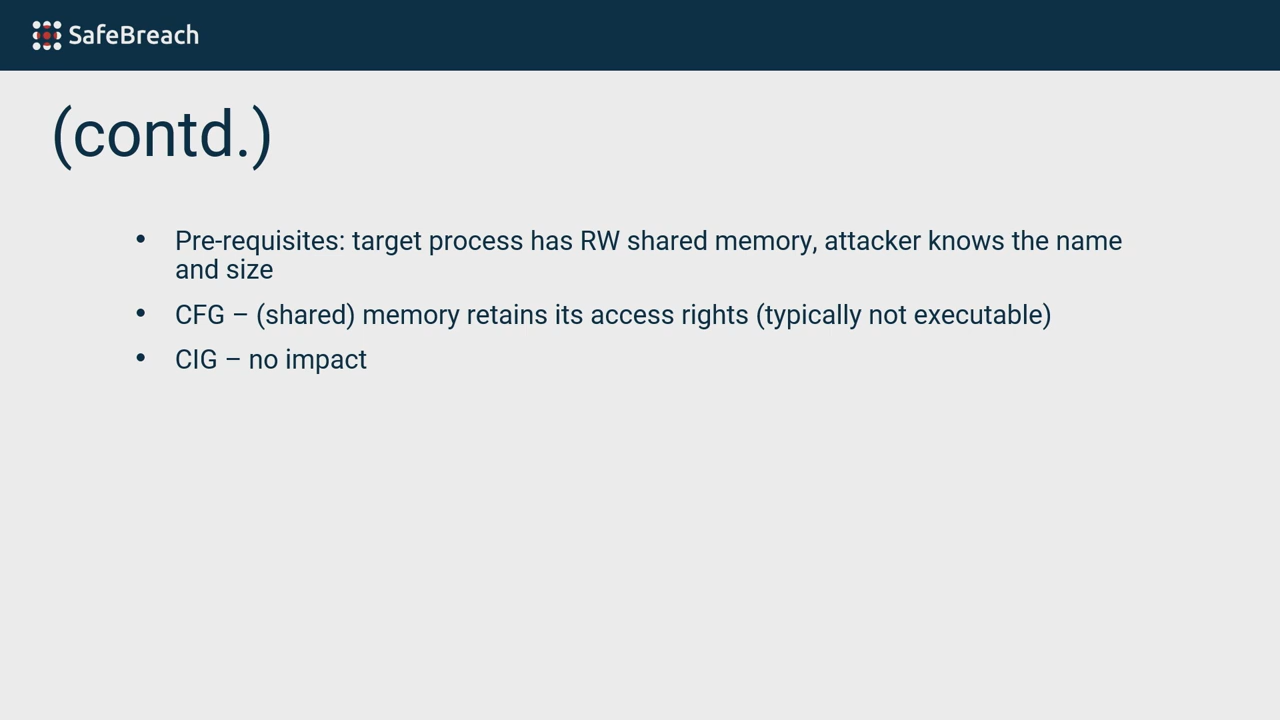 SafeBreach
(contd.)
• Pre-requisites: target process has RW shared memory, attacker knows the name
and size
• CFG – (shared) memory retains its access rights (typically not executable)
• CIG – no impact